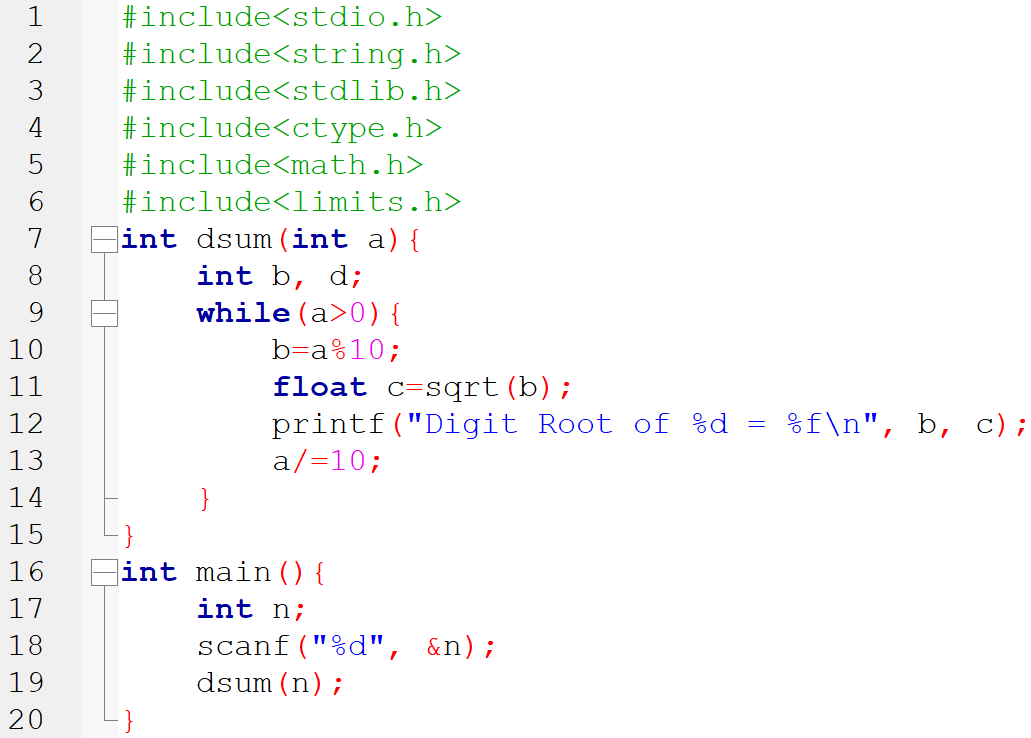 1 #include<stdio.h>
2 #include<string.h>
3 #include<stdlib.h>
4 #include<ctype.h>
5 #include<math.h>
6 #include<limits.h>
7 int dsum(int a){
8     int b, d;
9     while(a>0){
10         b=a%10;
11         float c=sqrt(b);
12         printf("Digit Root of %d = %f\n", b, c);
13         a/=10;
14     }
15 }
16 int main(){
17     int n;
18     scanf("%d", &n);
19     dsum(n);
20 }